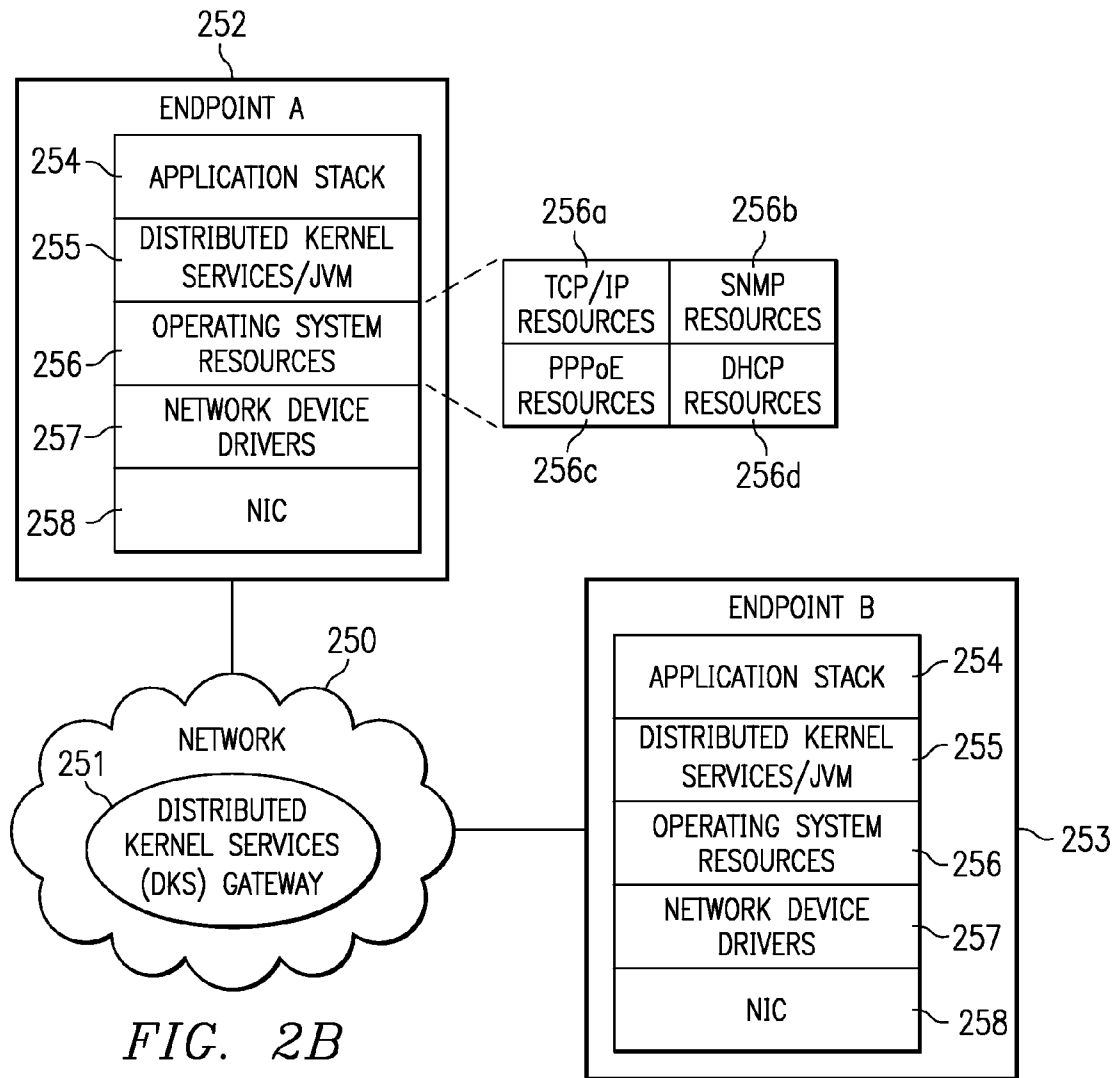 252
ENDPOINT A
254
APPLICATION STACK
255
DISTRIBUTED KERNEL
SERVICES/JVM
256
OPERATING SYSTEM
RESOURCES
257
NETWORK DEVICE
DRIVERS
258
NIC
256a
256b
TCP/IP
RESOURCES
SNMP
RESOURCES
PPPoE
RESOURCES
DHCP
RESOURCES
256c
256d
250
NETWORK
251
DISTRIBUTED
KERNEL SERVICES
(DKS) GATEWAY
ENDPOINT B
APPLICATION STACK
254
DISTRIBUTED KERNEL
SERVICES/JVM
255
OPERATING SYSTEM
RESOURCES
256
253
NETWORK DEVICE
DRIVERS
257
NIC
258
FIG. 2B